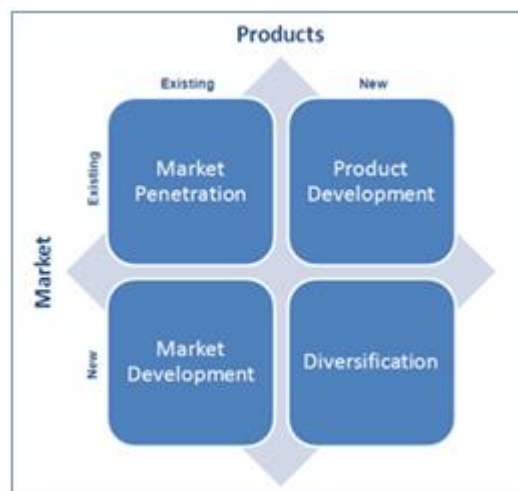 Products
Existing
New
Existing
Market
Penetration
Product
Development
Market
New
Market
Development
Diversification